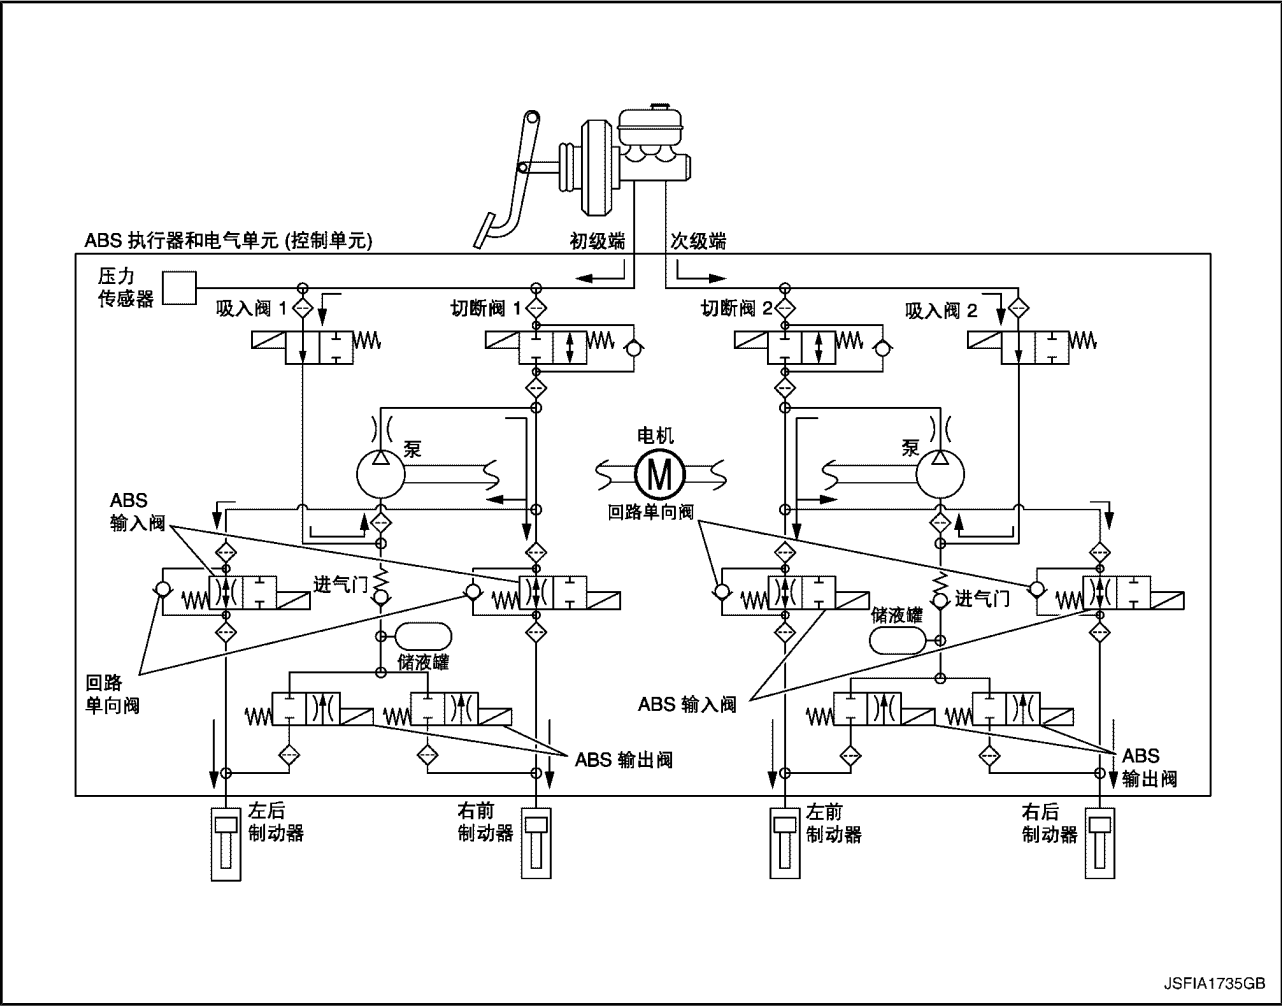 ABS 执行器和电气单元 (控制单元)
初级端
次级端
压力
传感器
吸入阀 1
切断阀 1
切断阀 2
吸入阀 2
泵
电机
M
泵
ABS
输入阀
回路单向阀
进气门
进气门
储液罐
储液罐
回路
单向阀
ABS 输入阀
ABS 输出阀
ABS
输出阀
左后
制动器
右前
制动器
左前
制动器
右后
制动器
JSFIA1735GB